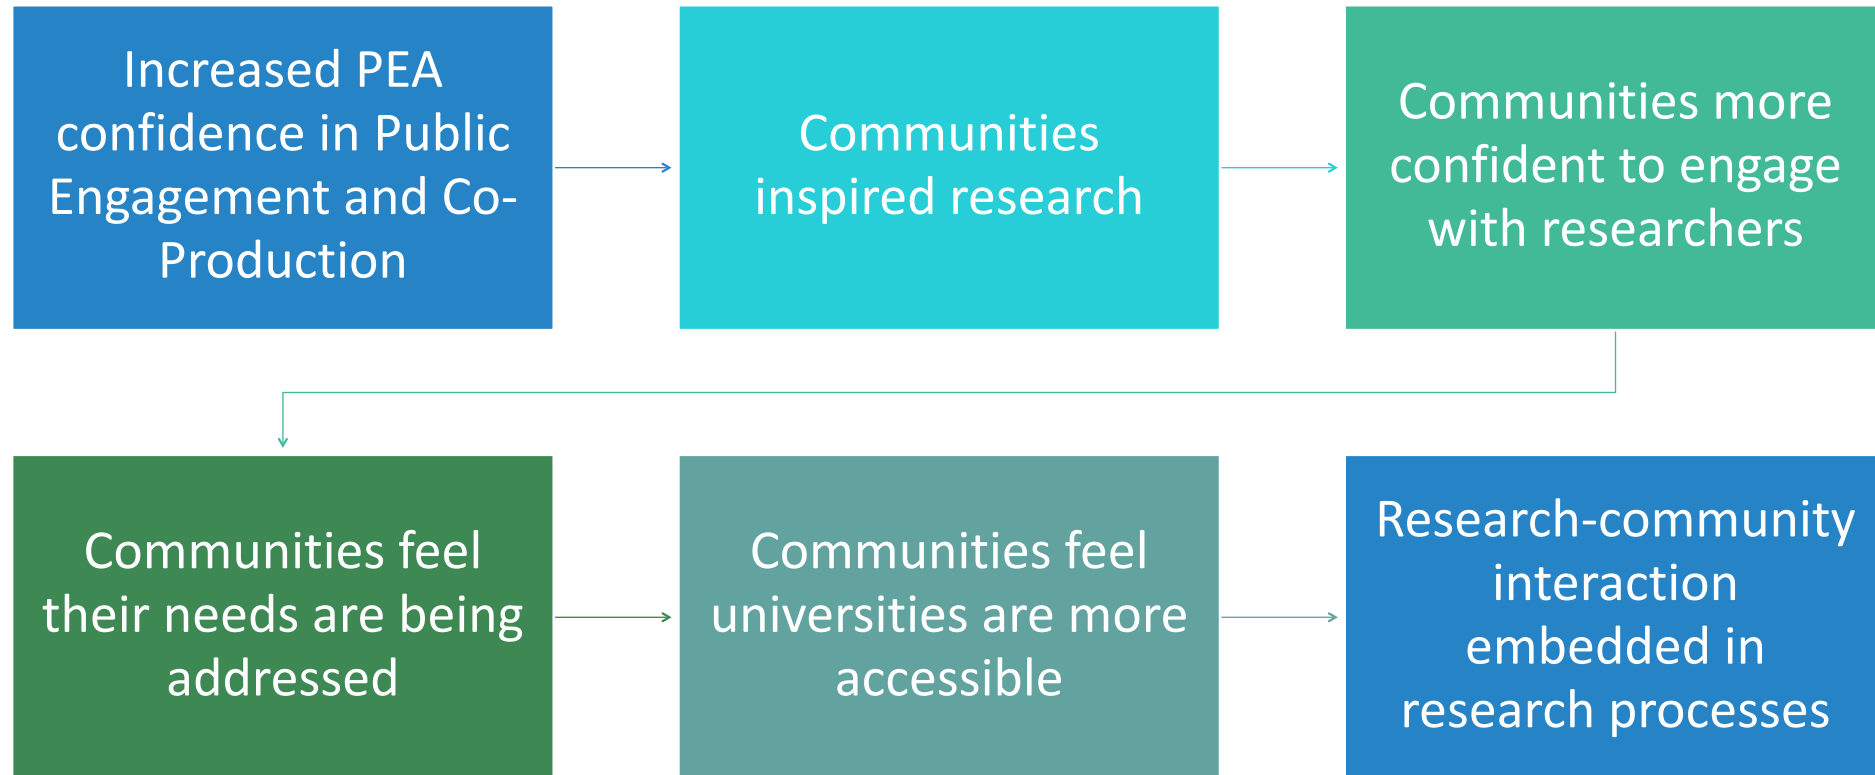 Increased PEA
confidence in Public
Engagement and Co-
Production
Communities
inspired research
Communities more
confident to engage
with researchers
Communities feel
their needs are being
addressed
Communities feel
universities are more
accessible
Research-community
interaction
embedded in
research processes